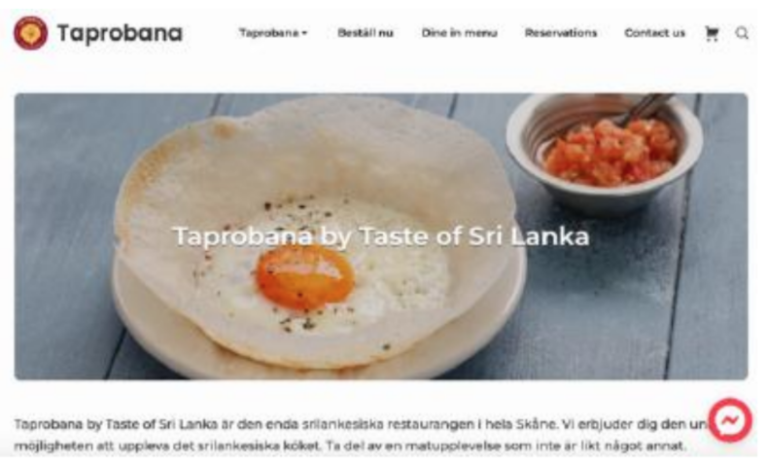 Taprobana
Taprobana Beställ nu Dine in menu Reservations Contact us
Taprobana by Taste of Sri Lanka
Taprobana by Taste of Sri Lanka är den enda srilankesiska restaurangen i hela Skåne. Vi erbjuder dig den
möjligheten att uppleva det srilankesiska köket. Ta del av en matupplevelse som inte är likt något annat.